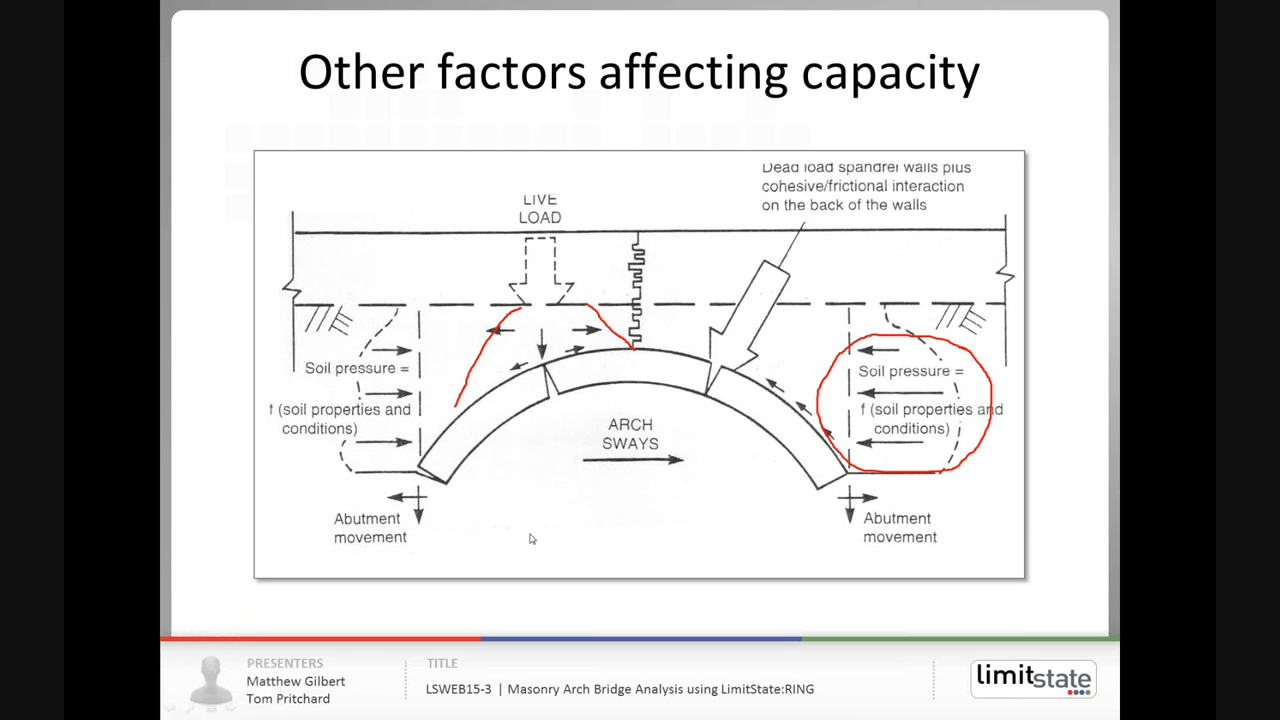 Other factors affecting capacity
Dead load spandrel walls plus
cohesive/frictional interaction
on the back of the walls
LIVE
LOAD
Soil pressure =
f (soil properties and
conditions)
Soil pressure =
f (soil properties and
conditions)
ARCH
SWAYS
Abutment
movement
Abutment
movement
PRESENTERS
Matthew Gilbert
Tom Pritchard
TITLE
LSWEB15-3 | Masonry Arch Bridge Analysis using LimitState:RING
limitstate